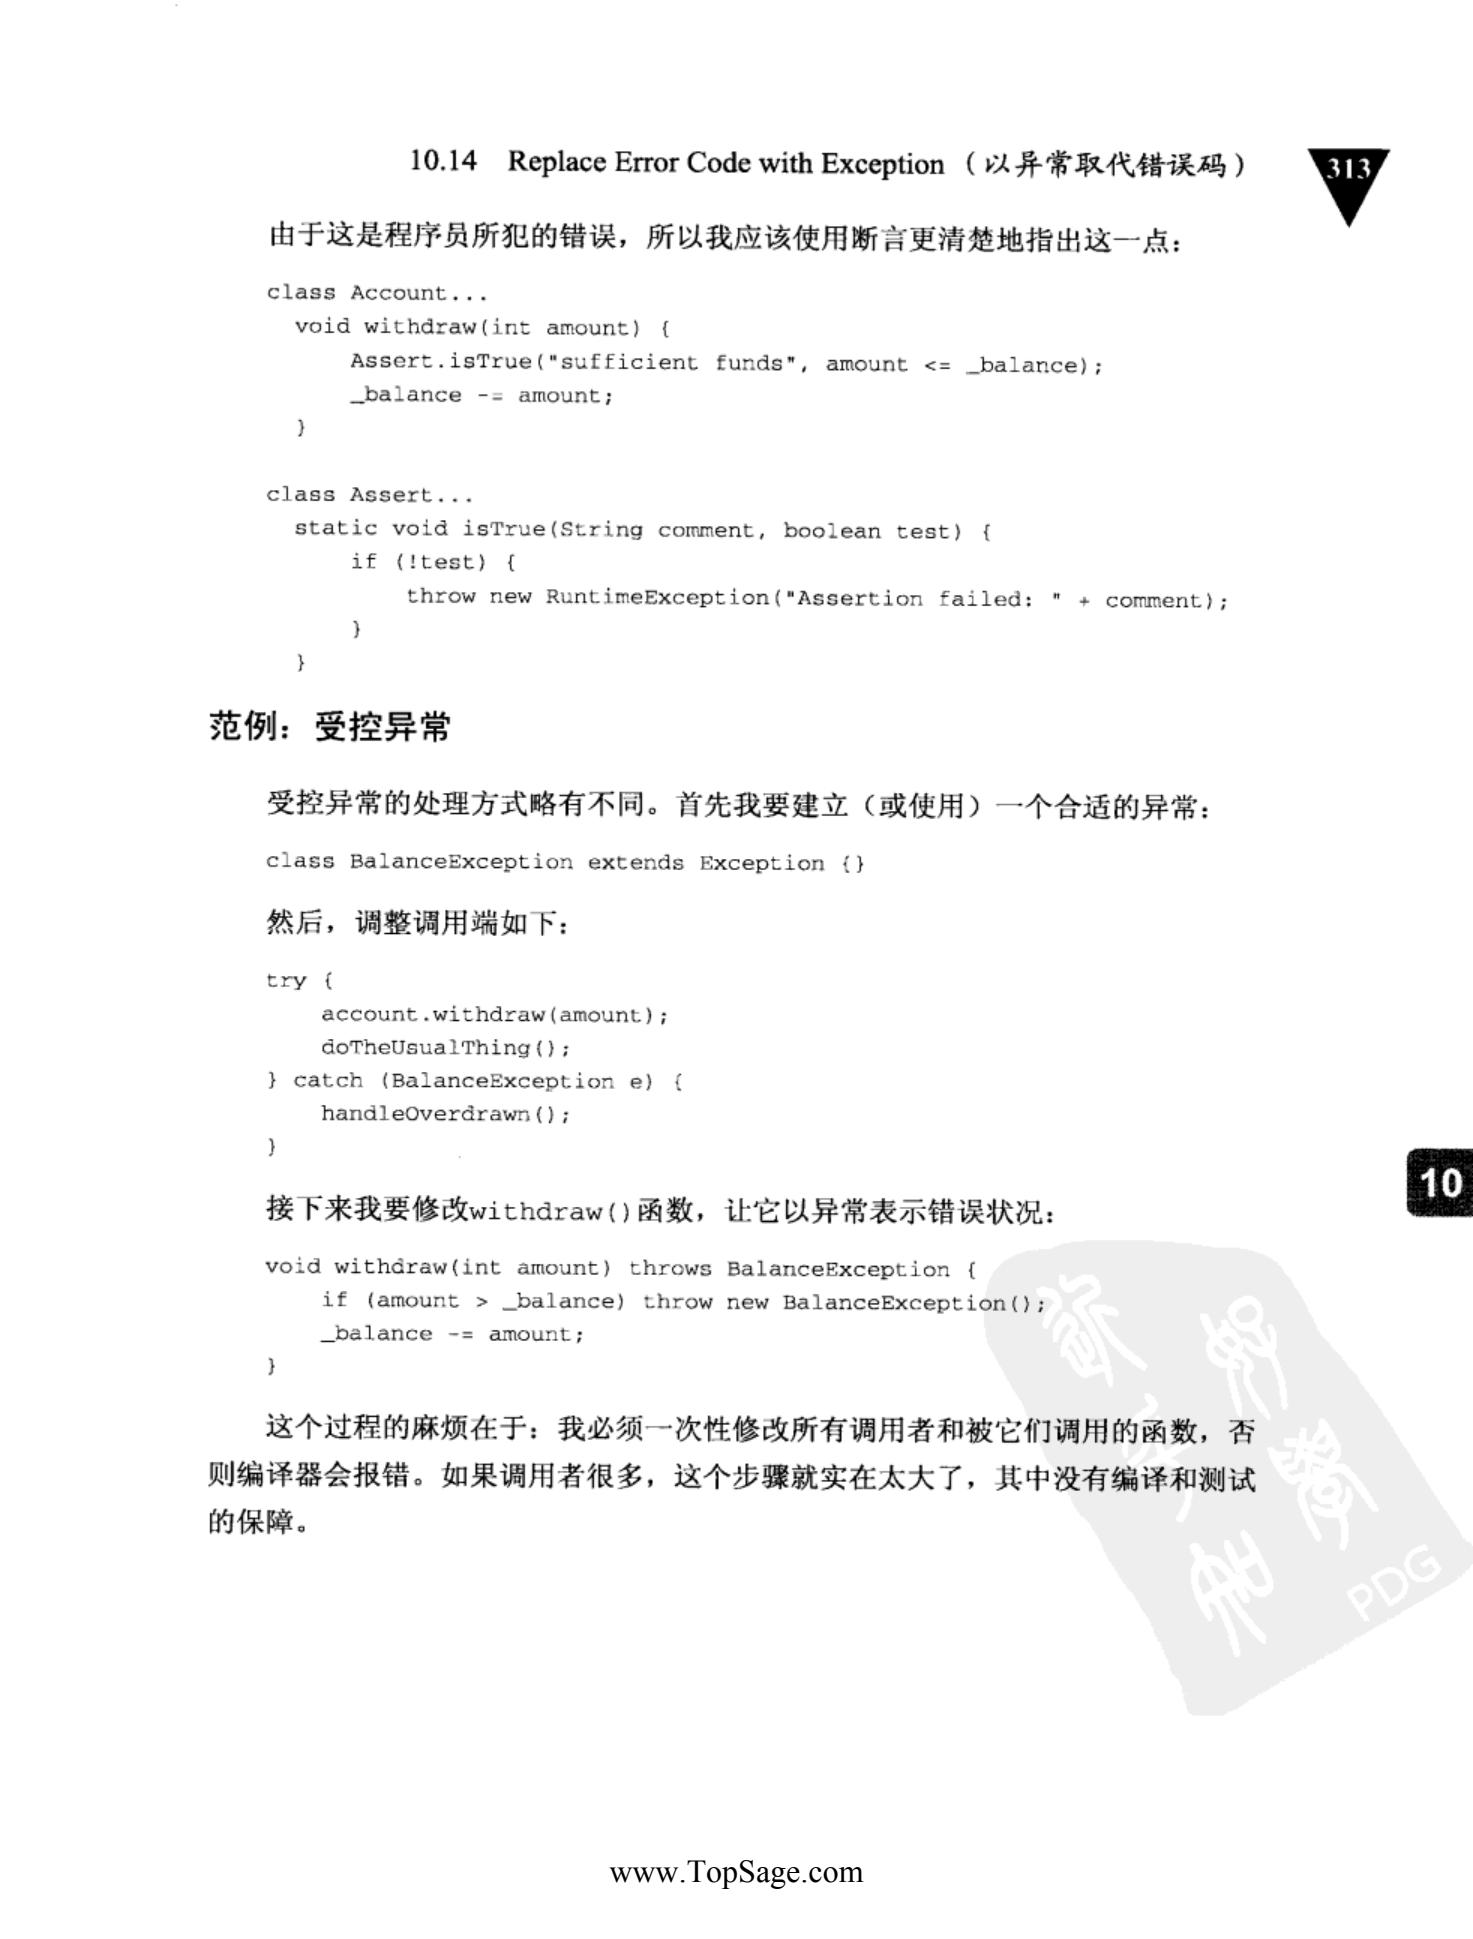 10.14 Replace Error Code with Exception（以异常取代错误码）
313
由于这是程序员所犯的错误，所以我应该使用断言更清楚地指出这一点：
class Account...
  void withdraw(int amount) {
      Assert.isTrue("sufficient funds", amount <= _balance);
      _balance -= amount;
  }
class Assert...
  static void isTrue(String comment, boolean test) {
      if (!test) {
          throw new RuntimeException("Assertion failed: " + comment);
      }
  }
范例：受控异常
受控异常的处理方式略有不同。首先我要建立（或使用）一个合适的异常：
class BalanceException extends Exception {}
然后，调整调用端如下：
try {
    account.withdraw(amount);
    doTheUsualThing();
} catch (BalanceException e) {
    handleOverdrawn();
}
10
接下来我要修改withdraw()函数，让它以异常表示错误状况：
void withdraw(int amount) throws BalanceException {
    if (amount > _balance) throw new BalanceException();
    _balance -= amount;
}
这个过程的麻烦在于：我必须一次性修改所有调用者和被它们调用的函数，否
则编译器会报错。如果调用者很多，这个步骤就实在太大了，其中没有编译和测试
的保障。
PDG
www.TopSage.com